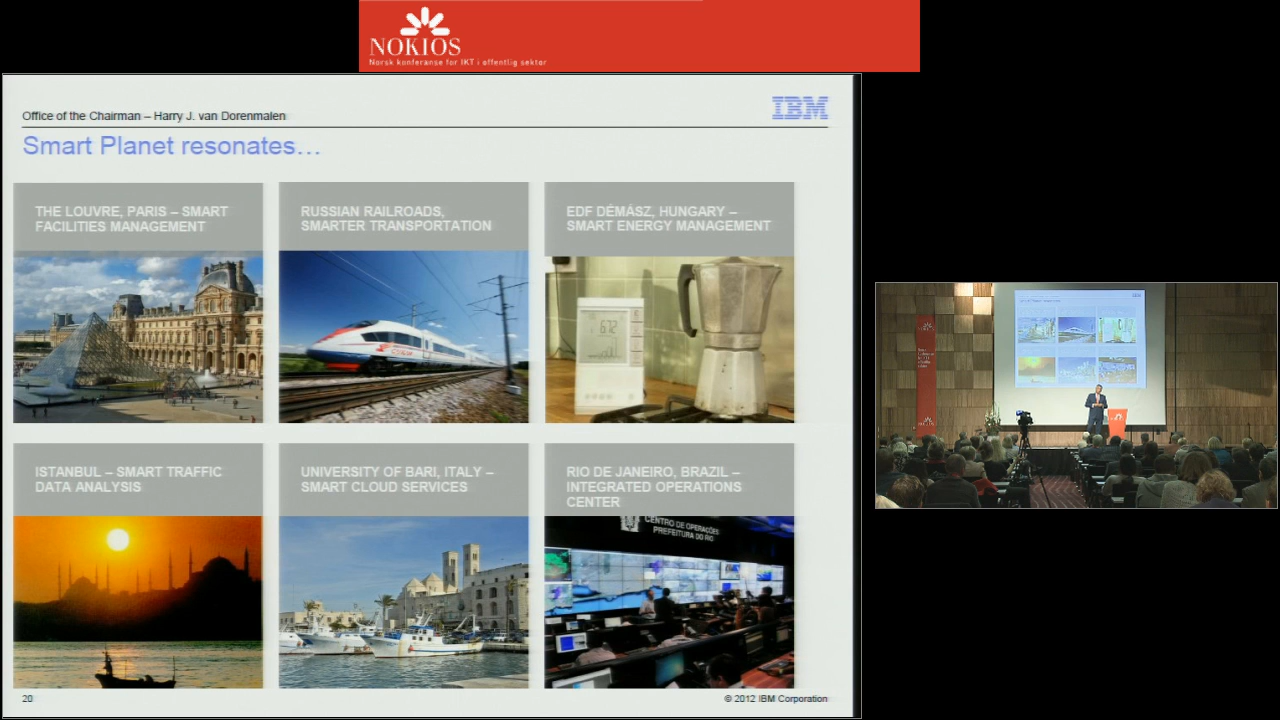 NOKIOS
Norsk konferanse for IKT i offentlig sektor
Office of the Chairman – Harry J. van Dorenmalen
IBM
Smart Planet resonates…
THE LOUVRE, PARIS – SMART
FACILITIES MANAGEMENT
RUSSIAN RAILROADS,
SMARTER TRANSPORTATION
EDF DÉMÁSZ, HUNGARY –
SMART ENERGY MANAGEMENT
ISTANBUL – SMART TRAFFIC
DATA ANALYSIS
UNIVERSITY OF BARI, ITALY –
SMART CLOUD SERVICES
RIO DE JANEIRO, BRAZIL –
INTEGRATED OPERATIONS
CENTER
CENTRO DE OPERAÇÕES
PREFEITURA DO RIO
20
© 2012 IBM Corporation